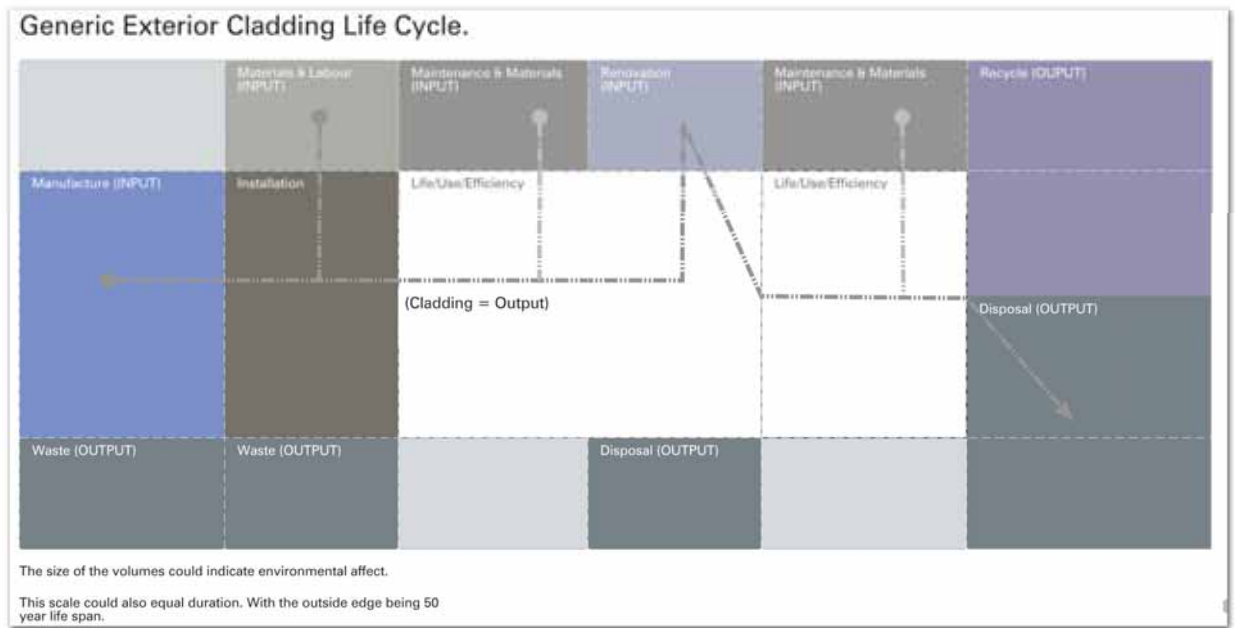 Generic Exterior Cladding Life Cycle.
Materials & Labour
(INPUT)
Maintenance & Materials
(INPUT)
Renovation
(INPUT)
Maintenance & Materials
(INPUT)
Recycle (OUPUT)
Manufacture (INPUT)
Installation
Life/Use/Efficiency
Life/Use/Efficiency
(Cladding = Output)
Disposal (OUTPUT)
Waste (OUTPUT)
Waste (OUTPUT)
Disposal (OUTPUT)
The size of the volumes could indicate environmental affect.
This scale could also equal duration. With the outside edge being 50
year life span.